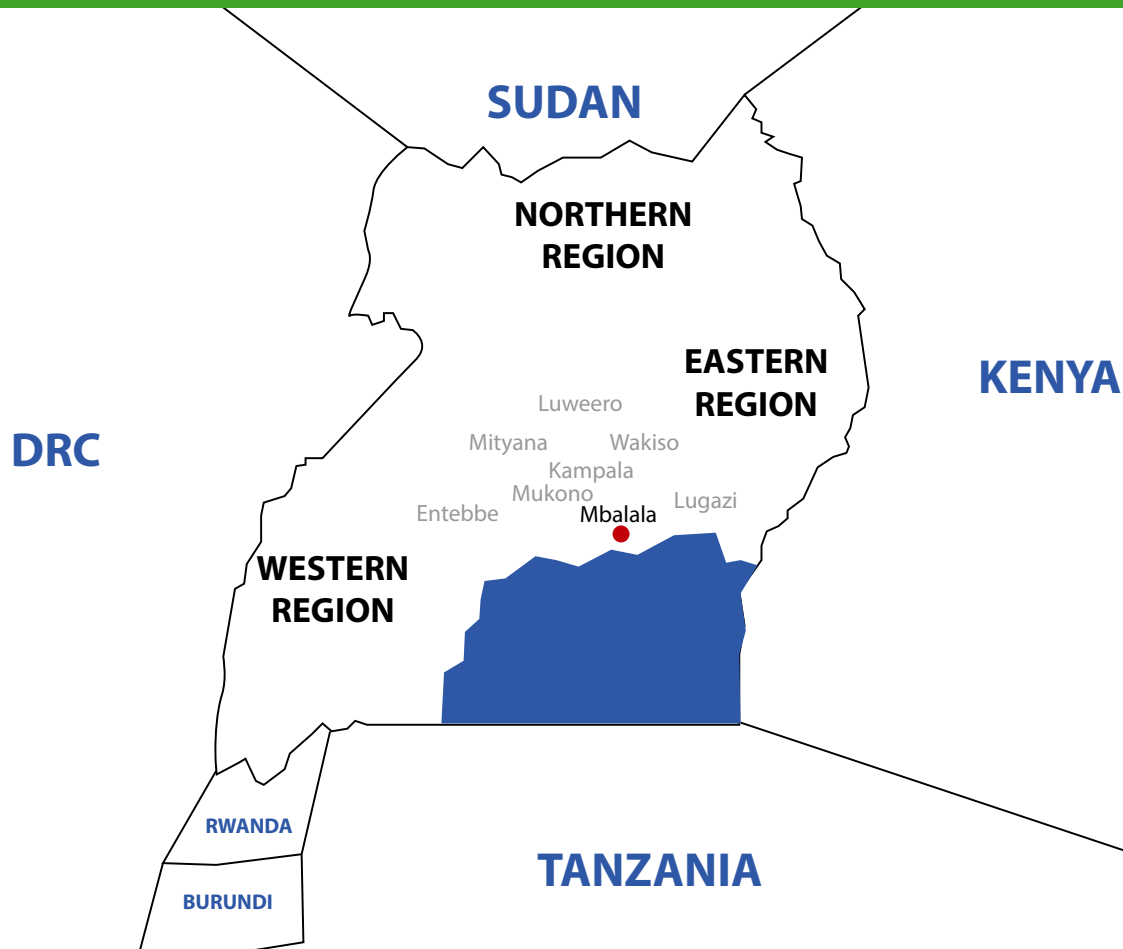 SUDAN
NORTHERN
REGION
EASTERN
REGION
KENYA
Luweero
DRC
Mityana
Wakiso
Kampala
Mukono
Lugazi
Entebbe
Mbalala
WESTERN
REGION
RWANDA
TANZANIA
BURUNDI